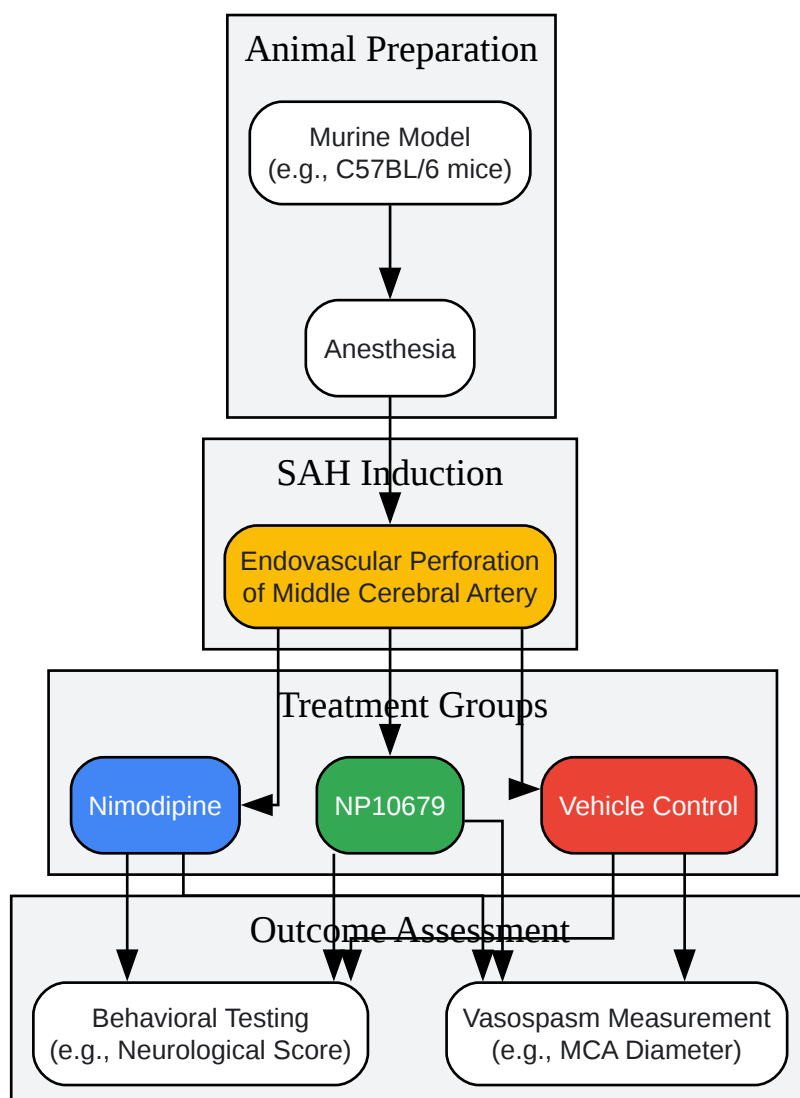 Animal Preparation
Murine Model
(e.g., C57BL/6 mice)
Anesthesia
SAH Induction
Endovascular Perforation
of Middle Cerebral Artery
Treatment Groups
Nimodipine
NP10679
Vehicle Control
Outcome Assessment
Behavioral Testing
(e.g., Neurological Score)
Vasospasm Measurement
(e.g., MCA Diameter)